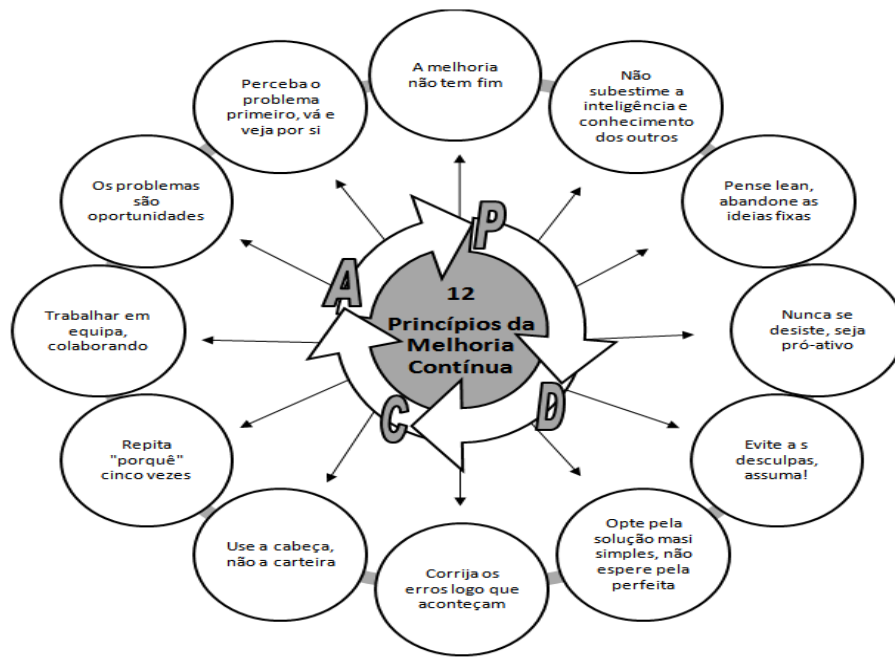 A melhoria
não tem fim
Não
subestime a
inteligência e
conhecimento
dos outros
Pense lean,
abandone as
ideias fixas
Nunca se
desiste, seja
pró-ativo
Evite a s
desculpas,
assuma!
Opte pela
solução masi
simples, não
espere pela
perfeita
Corrija os
erros logo que
aconteçam
Use a cabeça,
não a carteira
Repita
"porquê"
cinco vezes
Trabalhar em
equipa,
colaborando
Os problemas
são
oportunidades
Perceba o
problema
primeiro, vá e
veja por si
P
D
C
A
12
Princípios da
Melhoria
Contínua